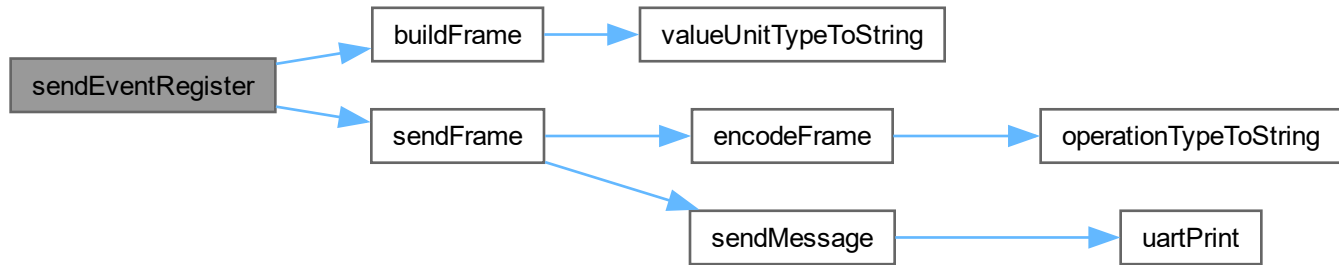 sendEventRegister
buildFrame
valueUnitTypeToString
sendFrame
encodeFrame
operationTypeToString
sendMessage
uartPrint